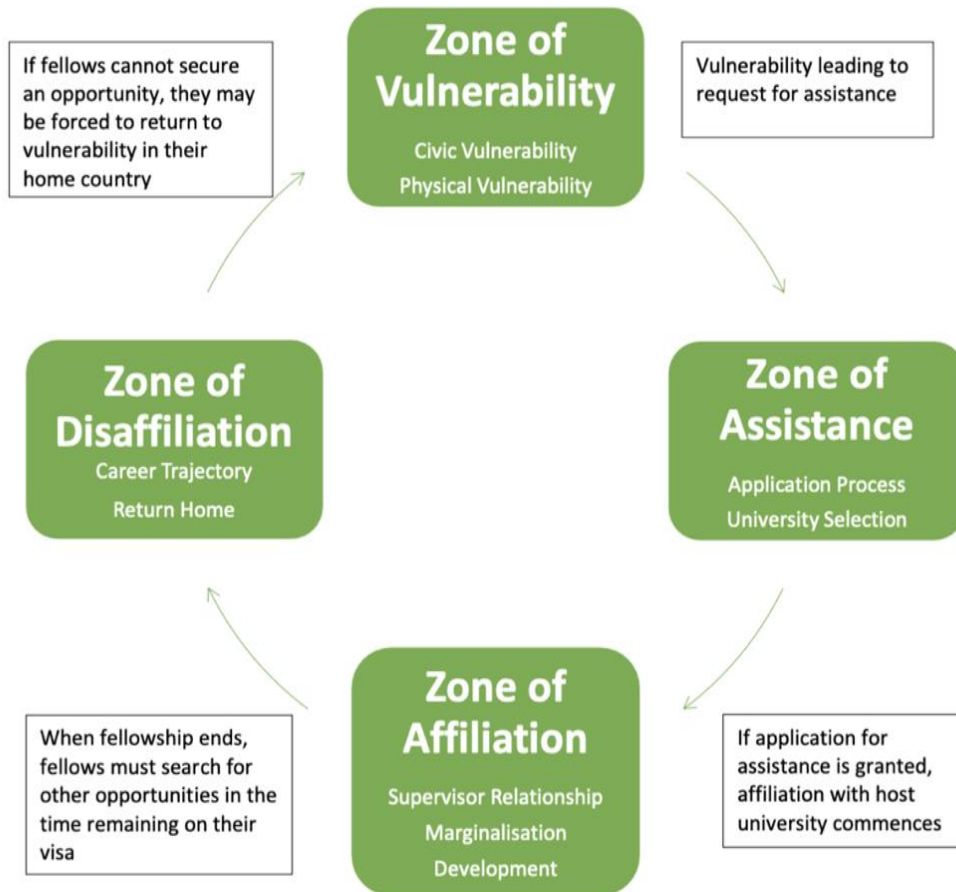 Zone of
Vulnerability
Civic Vulnerability
Physical Vulnerability
Vulnerability leading to
request for assistance
Zone of
Assistance
Application Process
University Selection
If application for
assistance is granted,
affiliation with host
university commences
Zone of
Affiliation
Supervisor Relationship
Marginalisation
Development
When fellowship ends,
fellows must search for
other opportunities in the
time remaining on their
visa
Zone of
Disaffiliation
Career Trajectory
Return Home
If fellows cannot secure
an opportunity, they may
be forced to return to
vulnerability in their
home country